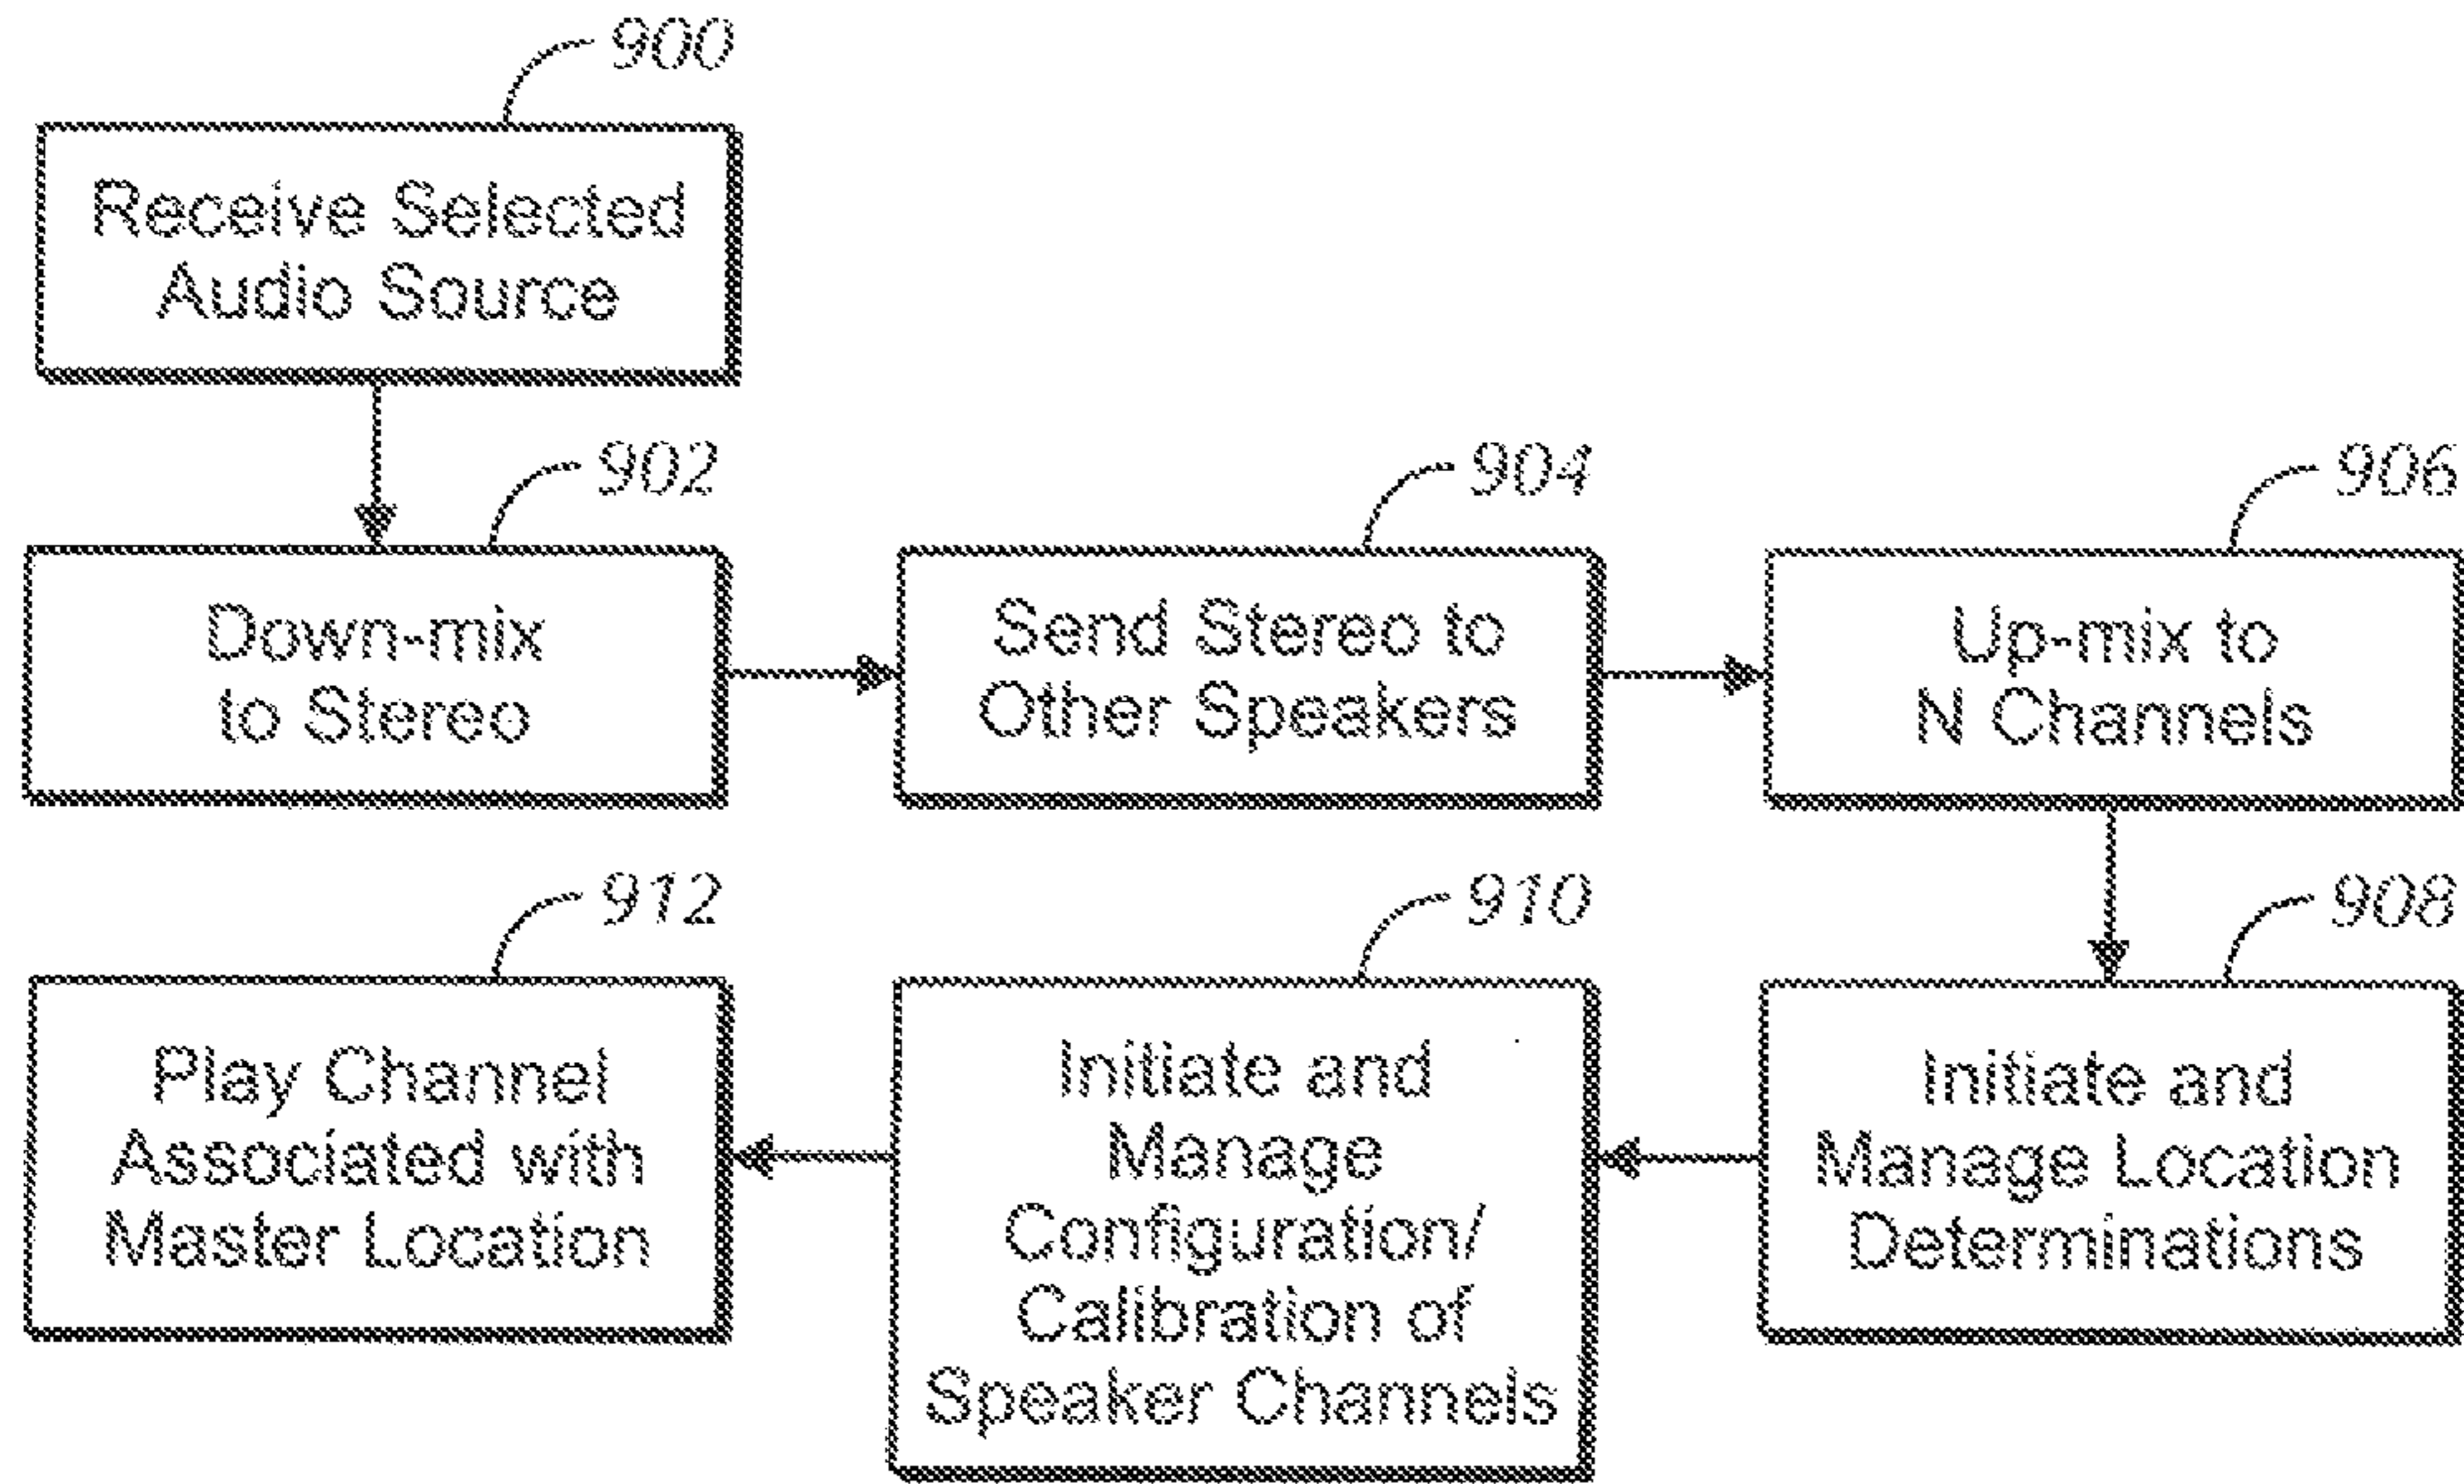 900
Receive Selected
Audio Source
902
Down-mix
to Stereo
904
Send Stereo to
Other Speakers
906
Up-mix to
N Channels
908
Initiate and
Manage Location
Determinations
910
Initiate and
Manage
Configuration/
Calibration of
Speaker Channels
912
Play Channel
Associated with
Master Location